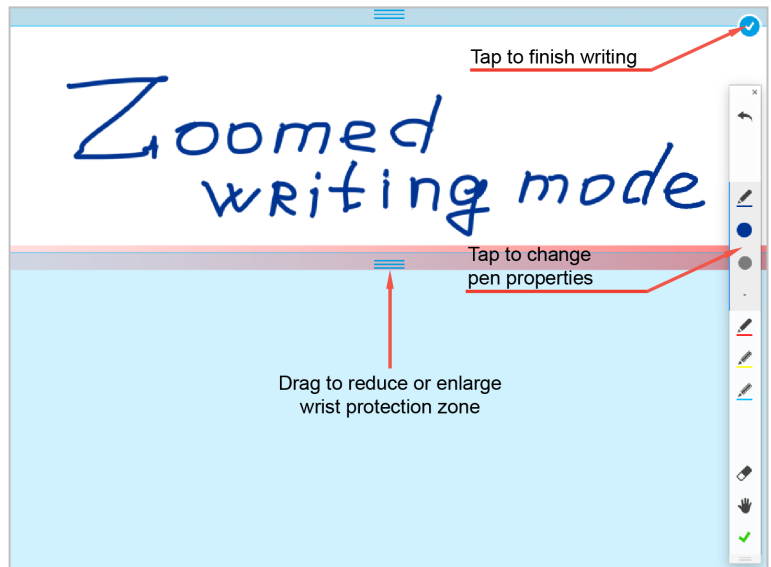 Tap to finish writing
Zoomed
writing mode
Tap to change
pen properties
Drag to reduce or enlarge
wrist protection zone